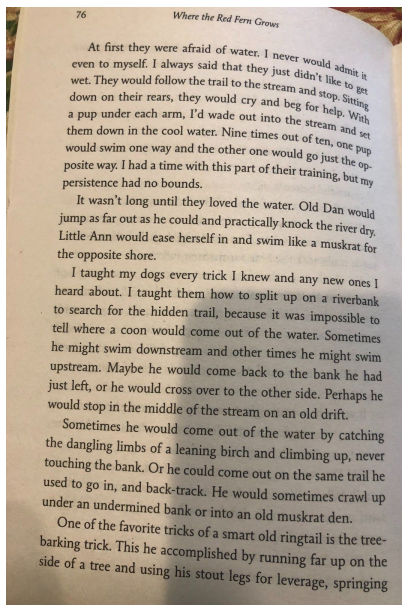 76
Where the Red Fern Grows
At first they were afraid of water. I never would admit it
even to myself. I always said that they just didn't like to get
wet. They would follow the trail to the stream and stop. Sitting
down on their rears, they would cry and beg for help. With
a pup under each arm, I'd wade out into the stream and set
them down in the cool water. Nine times out of ten, one pup
would swim one way and the other one would go just the op-
posite way. I had a time with this part of their training, but my
persistence had no bounds.
It wasn't long until they loved the water. Old Dan would
jump as far out as he could and practically knock the river dry.
Little Ann would ease herself in and swim like a muskrat for
the opposite shore.
I taught my dogs every trick I knew and any new ones I
heard about. I taught them how to split up on a riverbank
to search for the hidden trail, because it was impossible to
tell where a coon would come out of the water. Sometimes
he might swim downstream and other times he might swim
upstream. Maybe he would come back to the bank he had
just left, or he would cross over to the other side. Perhaps he
would stop in the middle of the stream on an old drift.
Sometimes he would come out of the water by catching
the dangling limbs of a leaning birch and climbing up, never
touching the bank. Or he could come out on the same trail he
used to go in, and back-track. He would sometimes crawl up
under an undermined bank or into an old muskrat den.
One of the favorite tricks of a smart old ringtail is the tree-
barking trick. This he accomplished by running far up on the
side of a tree and using his stout legs for leverage, springing